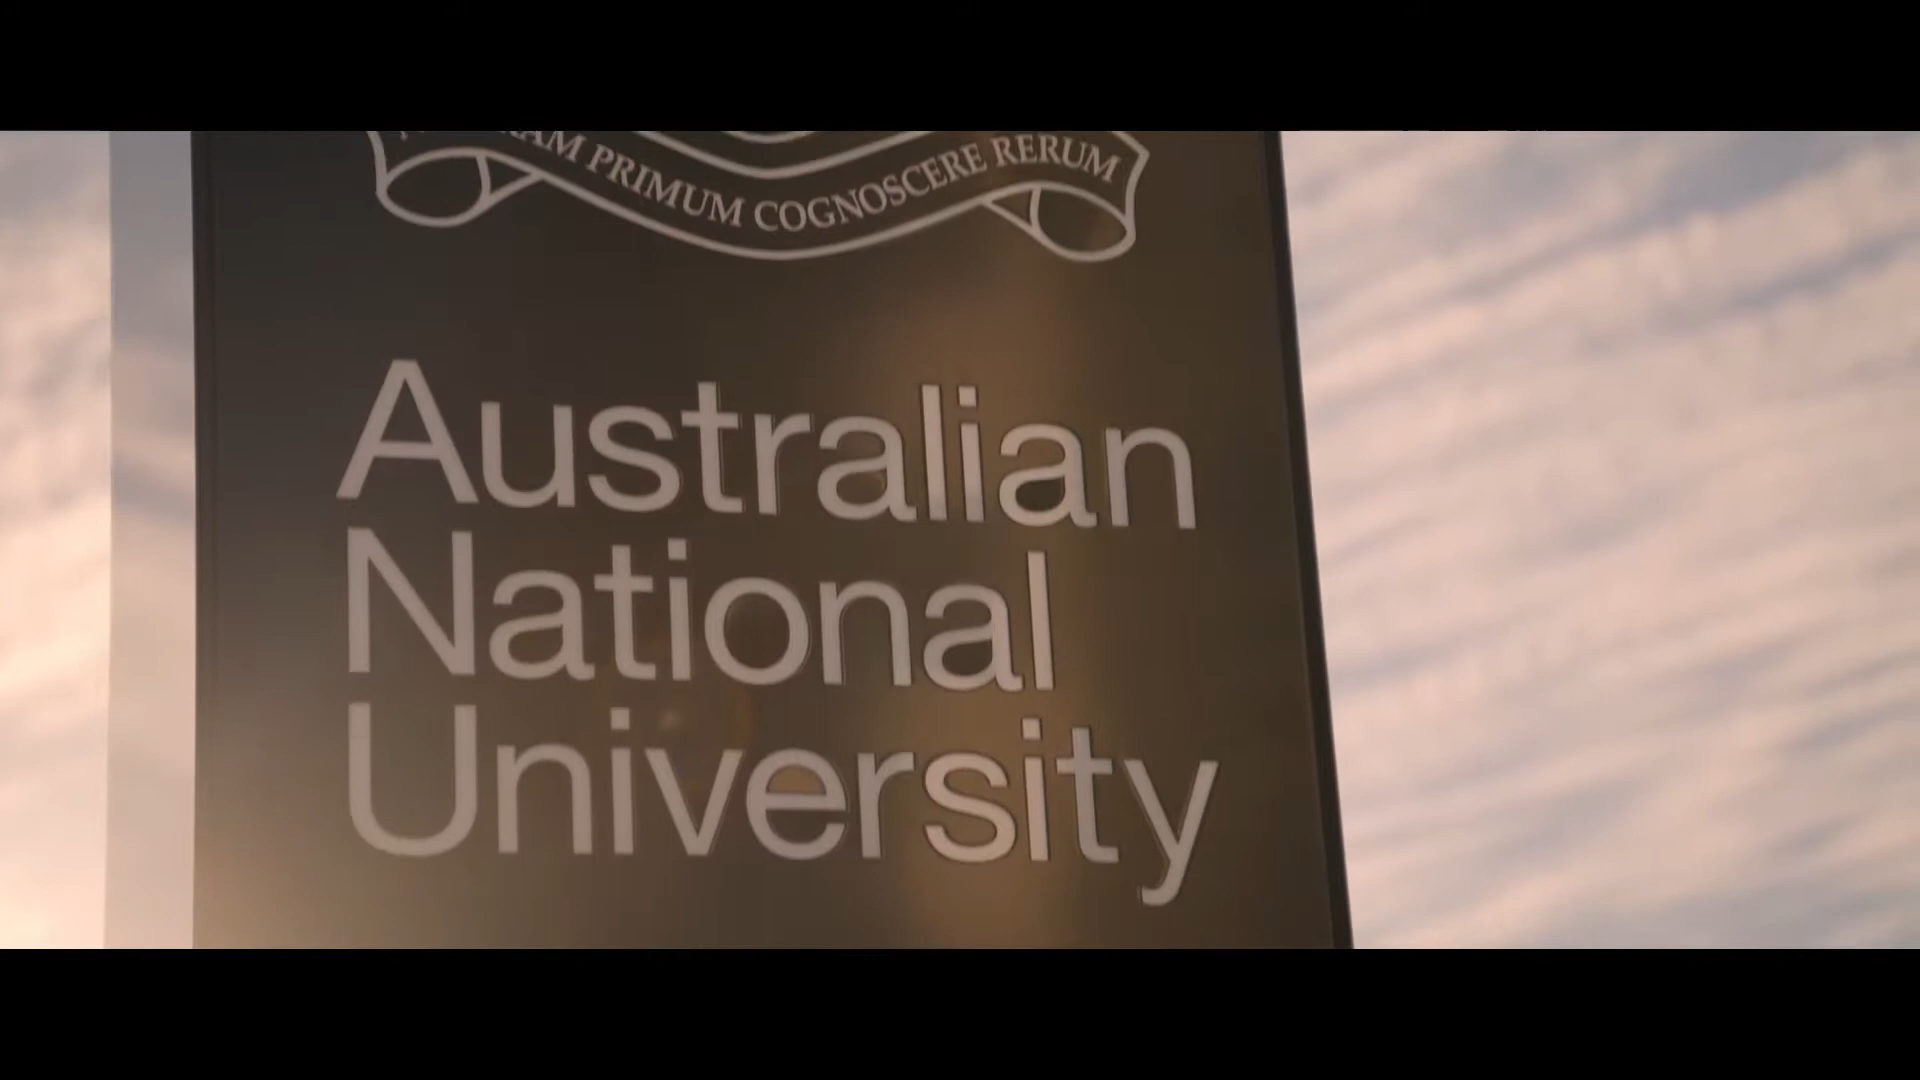 PRIMUM COGNOSCERE RERUM
Australian
National
University